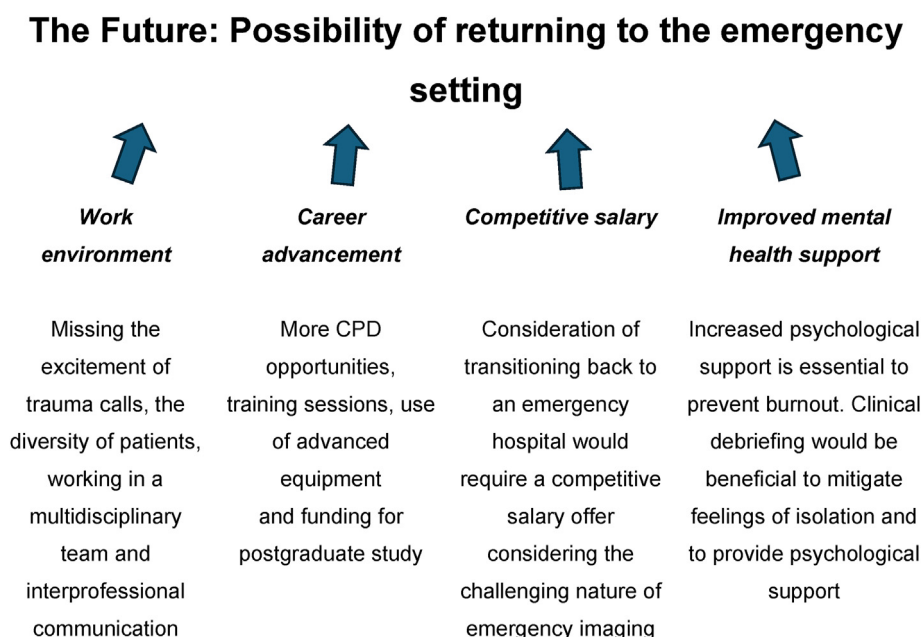 The Future: Possibility of returning to the emergency
setting
Work
environment
Missing the
excitement of
trauma calls, the
diversity of patients,
working in a
multidisciplinary
team and
interprofessional
communication
Career
advancement
More CPD
opportunities,
training sessions, use
of advanced
equipment
and funding for
postgraduate study
Competitive salary
Consideration of
transitioning back to
an emergency
hospital would
require a competitive
salary offer
considering the
challenging nature of
emergency imaging
Improved mental
health support
Increased psychological
support is essential to
prevent burnout. Clinical
debriefing would be
beneficial to mitigate
feelings of isolation and
to provide psychological
support